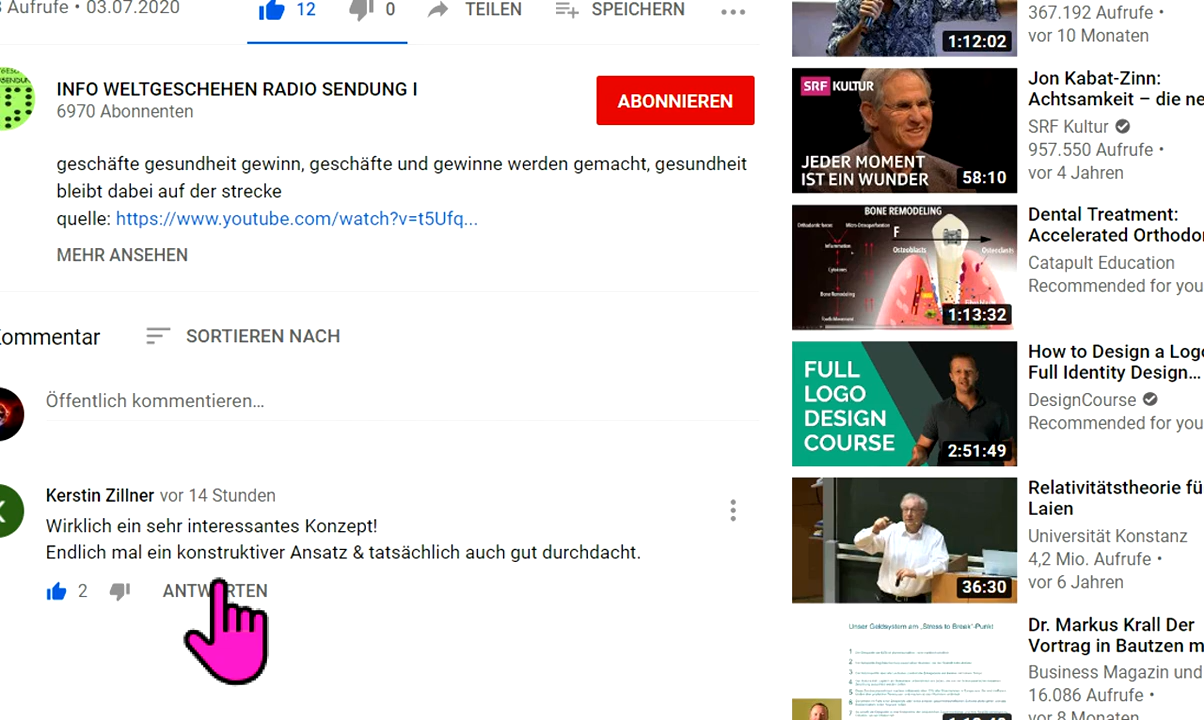 Aufrufe • 03.07.2020
12
0
TEILEN
SPEICHERN
INFO WELTGESCHEHEN RADIO SENDUNG I
6970 Abonnenten
ABONNIEREN
geschäfte gesundheit gewinn, geschäfte und gewinne werden gemacht, gesundheit
bleibt dabei auf der strecke
quelle: https://www.youtube.com/watch?v=t5Ufq...
MEHR ANSEHEN
ommentar
SORTIEREN NACH
Öffentlich kommentieren...
Kerstin Zillner vor 14 Stunden
Wirklich ein sehr interessantes Konzept!
Endlich mal ein konstruktiver Ansatz & tatsächlich auch gut durchdacht.
2
ANTWORTEN
1:12:02
367.192 Aufrufe •
vor 10 Monaten
SRF KULTUR
JEDER MOMENT
IST EIN WUNDER
58:10
Jon Kabat-Zinn:
Achtsamkeit – die ne
SRF Kultur
957.550 Aufrufe •
vor 4 Jahren
BONE REMODELING
F
Osteoblasts
Osteoclasts
1:13:32
Dental Treatment:
Accelerated Orthodo
Catapult Education
Recommended for you
FULL
LOGO
DESIGN
COURSE
2:51:49
How to Design a Log
Full Identity Design...
DesignCourse
Recommended for you
36:30
Relativitätstheorie fü
Laien
Universität Konstanz
4,2 Mio. Aufrufe •
vor 6 Jahren
Unser Geldsystem am „Stress to Break"-Punkt
Dr. Markus Krall Der
Vortrag in Bautzen m
Business Magazin und
16.086 Aufrufe •
vor 8 Monaten